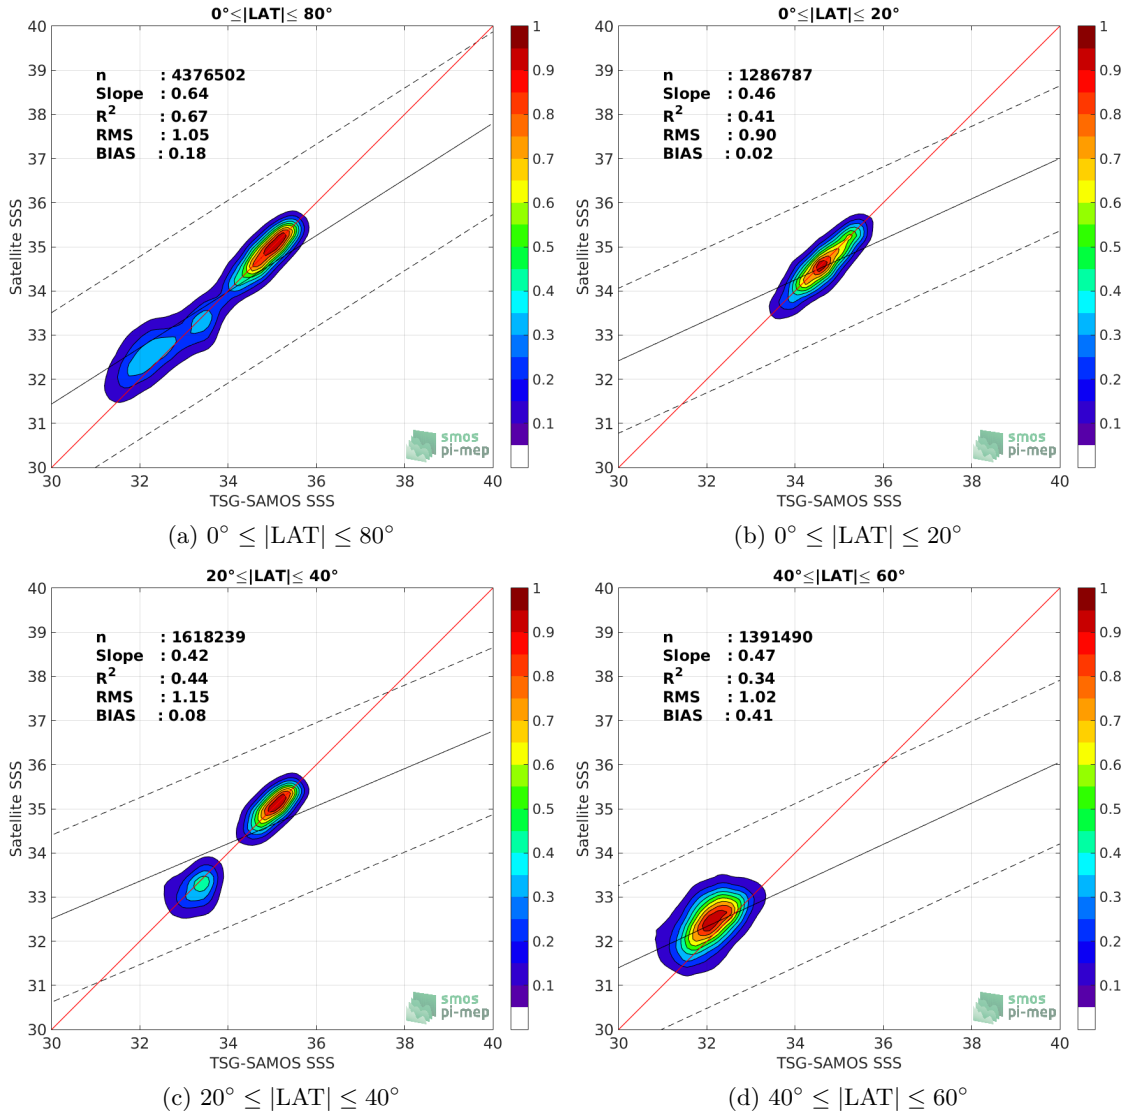 0°≤|LAT|≤ 80°
40
39
38
37
36
35
34
33
32
31
30
Satellite SSS
n : 4376502
Slope : 0.64
R² : 0.67
RMS : 1.05
BIAS : 0.18
smos
pi-mep
30 32 34 36 38 40
TSG-SAMOS SSS
1
0.9
0.8
0.7
0.6
0.5
0.4
0.3
0.2
0.1
(a) 0° ≤ |LAT| ≤ 80°
0°≤|LAT|≤ 20°
40
39
38
37
36
35
34
33
32
31
30
Satellite SSS
n : 1286787
Slope : 0.46
R² : 0.41
RMS : 0.90
BIAS : 0.02
smos
pi-mep
30 32 34 36 38 40
TSG-SAMOS SSS
1
0.9
0.8
0.7
0.6
0.5
0.4
0.3
0.2
0.1
(b) 0° ≤ |LAT| ≤ 20°
20°≤|LAT|≤ 40°
40
39
38
37
36
35
34
33
32
31
30
Satellite SSS
n : 1618239
Slope : 0.42
R² : 0.44
RMS : 1.15
BIAS : 0.08
smos
pi-mep
30 32 34 36 38 40
TSG-SAMOS SSS
1
0.9
0.8
0.7
0.6
0.5
0.4
0.3
0.2
0.1
(c) 20° ≤ |LAT| ≤ 40°
40°≤|LAT|≤ 60°
40
39
38
37
36
35
34
33
32
31
30
Satellite SSS
n : 1391490
Slope : 0.47
R² : 0.34
RMS : 1.02
BIAS : 0.41
smos
pi-mep
30 32 34 36 38 40
TSG-SAMOS SSS
1
0.9
0.8
0.7
0.6
0.5
0.4
0.3
0.2
0.1
(d) 40° ≤ |LAT| ≤ 60°